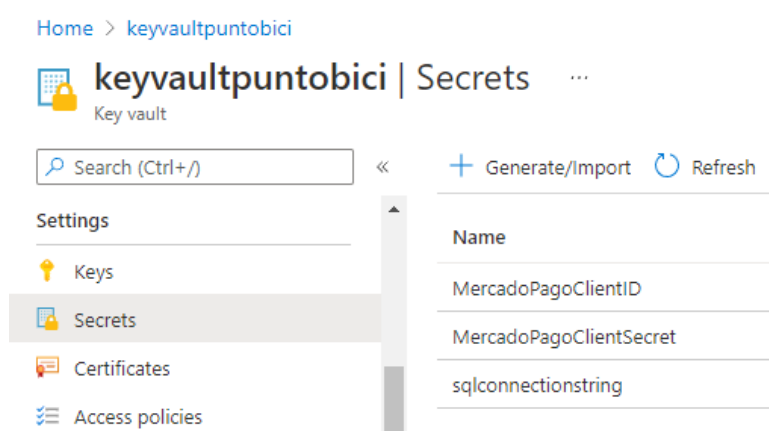 Home > keyvaultpuntobici
keyvaultpuntobici | Secrets ...
Key vault
Search (Ctrl+/)
«
Generate/Import
Refresh
Settings
Keys
Secrets
Certificates
Access policies
Name
MercadoPagoClientID
MercadoPagoClientSecret
sqlconnectionstring